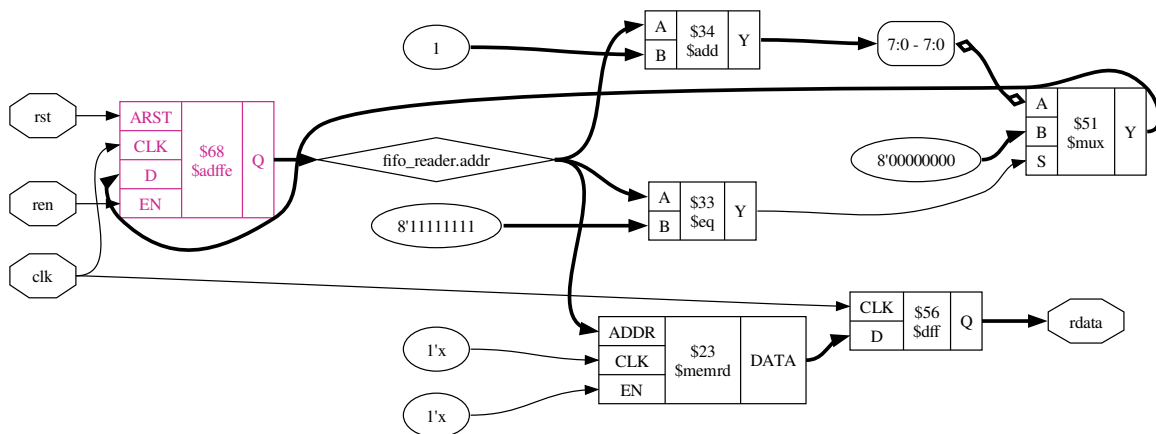 1
A
B
$34
$add
Y
7:0 - 7:0
rst
ARST
CLK
D
EN
$68
$adffe
Q
fifo_reader.addr
A
B
S
$51
$mux
Y
8'00000000
ren
8'11111111
A
B
$33
$eq
Y
clk
CLK
D
$56
$dff
Q
rdata
1'x
1'x
ADDR
CLK
EN
$23
$memrd
DATA